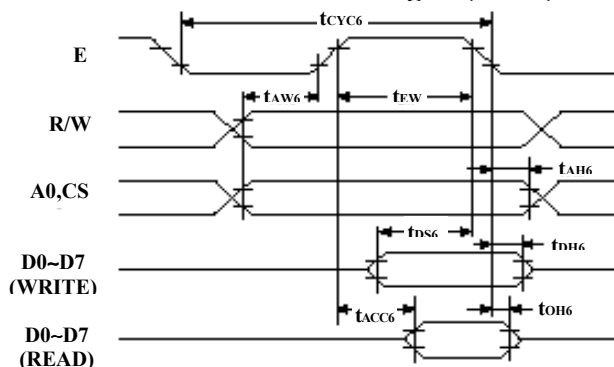 tCYC6
E
tAW6
tEW
R/W
tAH6
A0,CS
tDS6
tDH6
D0~D7
(WRITE)
tACC6
tOH6
D0~D7
(READ)